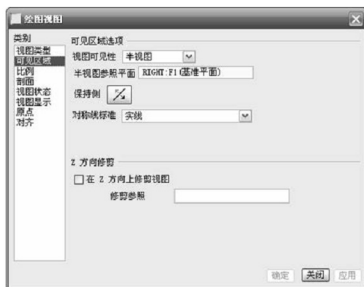 绘图视图
类别
视图类型
可见区域
比例
剖面
视图状态
视图显示
原点
对齐
可见区域选项
视图可见性 半视图
半视图参照平面 RIGHT:F1(基准平面)
保持侧
对称线标准 实线
Z 方向修剪
在 Z 方向上修剪视图
修剪参照
确定 关闭 应用